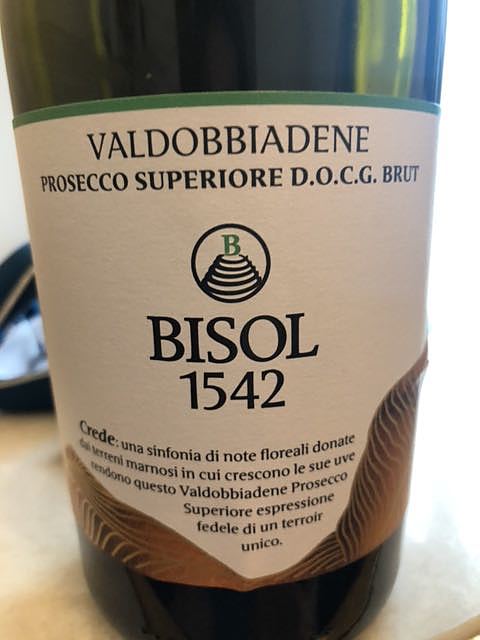 VALDOBBIADENE
PROSECCO SUPERIORE D.O.C.G. BRUT
B
BISOL
1542
Crede: una sinfonia di note floreali donate
dai terreni marnosi in cui crescono le sue uve
rendono questo Valdobbiadene Prosecco
Superiore espressione
fedele di un terroir
unico.